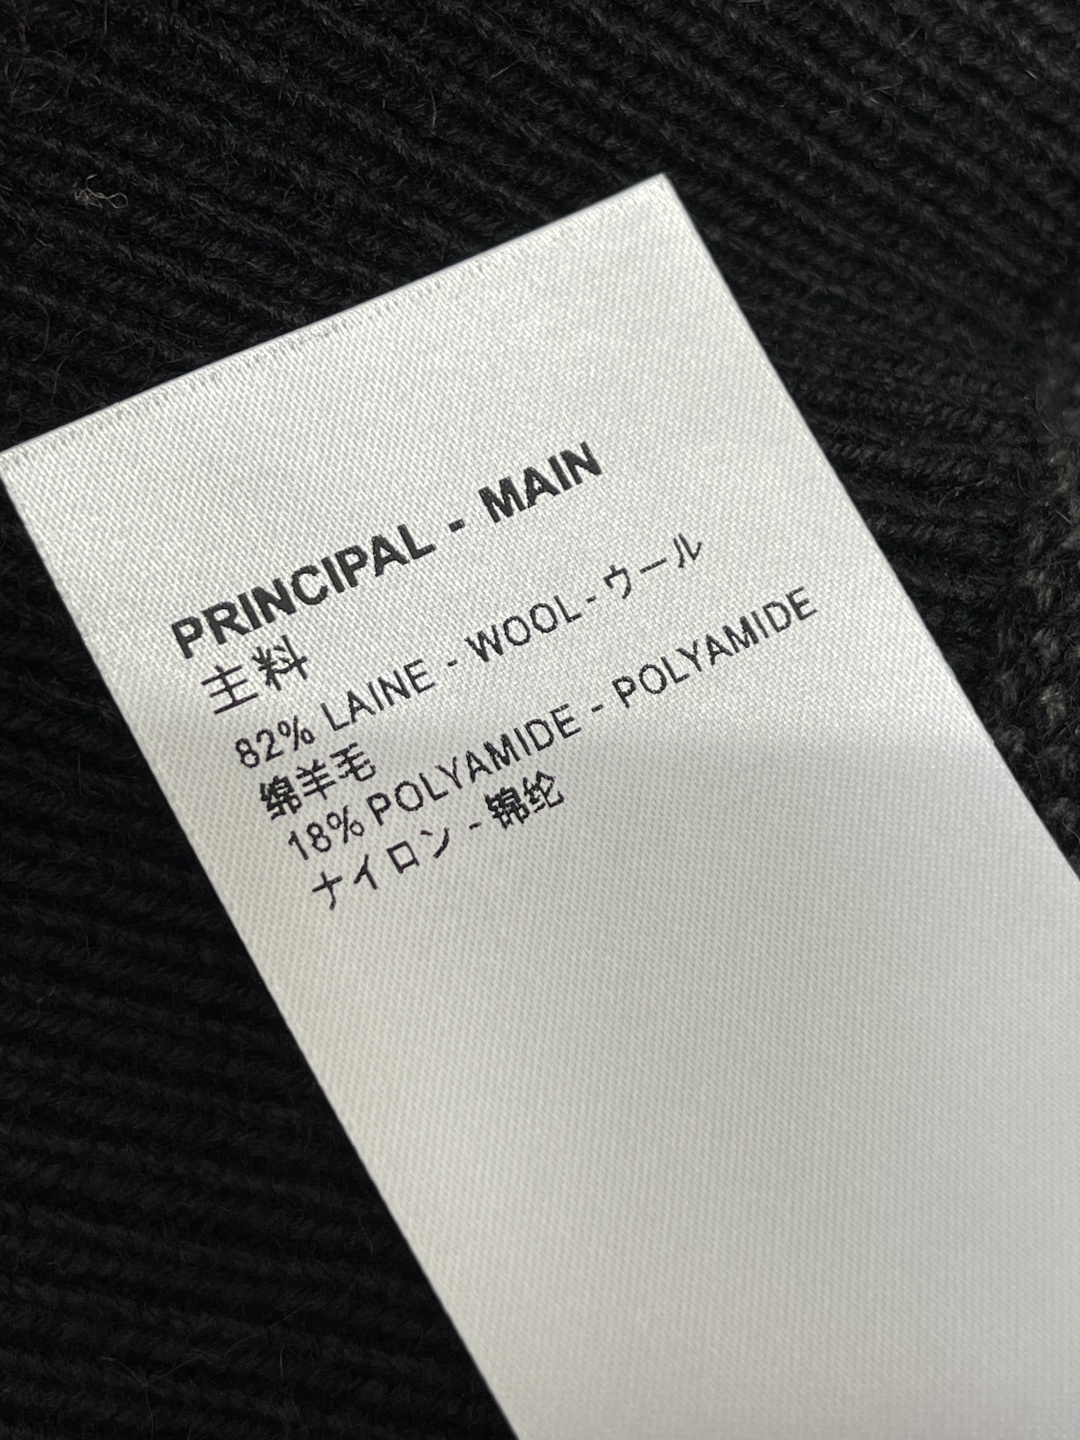 PRINCIPAL - MAIN
主料
82% LAINE - WOOL - ウール
绵羊毛
18% POLYAMIDE - POLYAMIDE
ナイロン - 锦纶